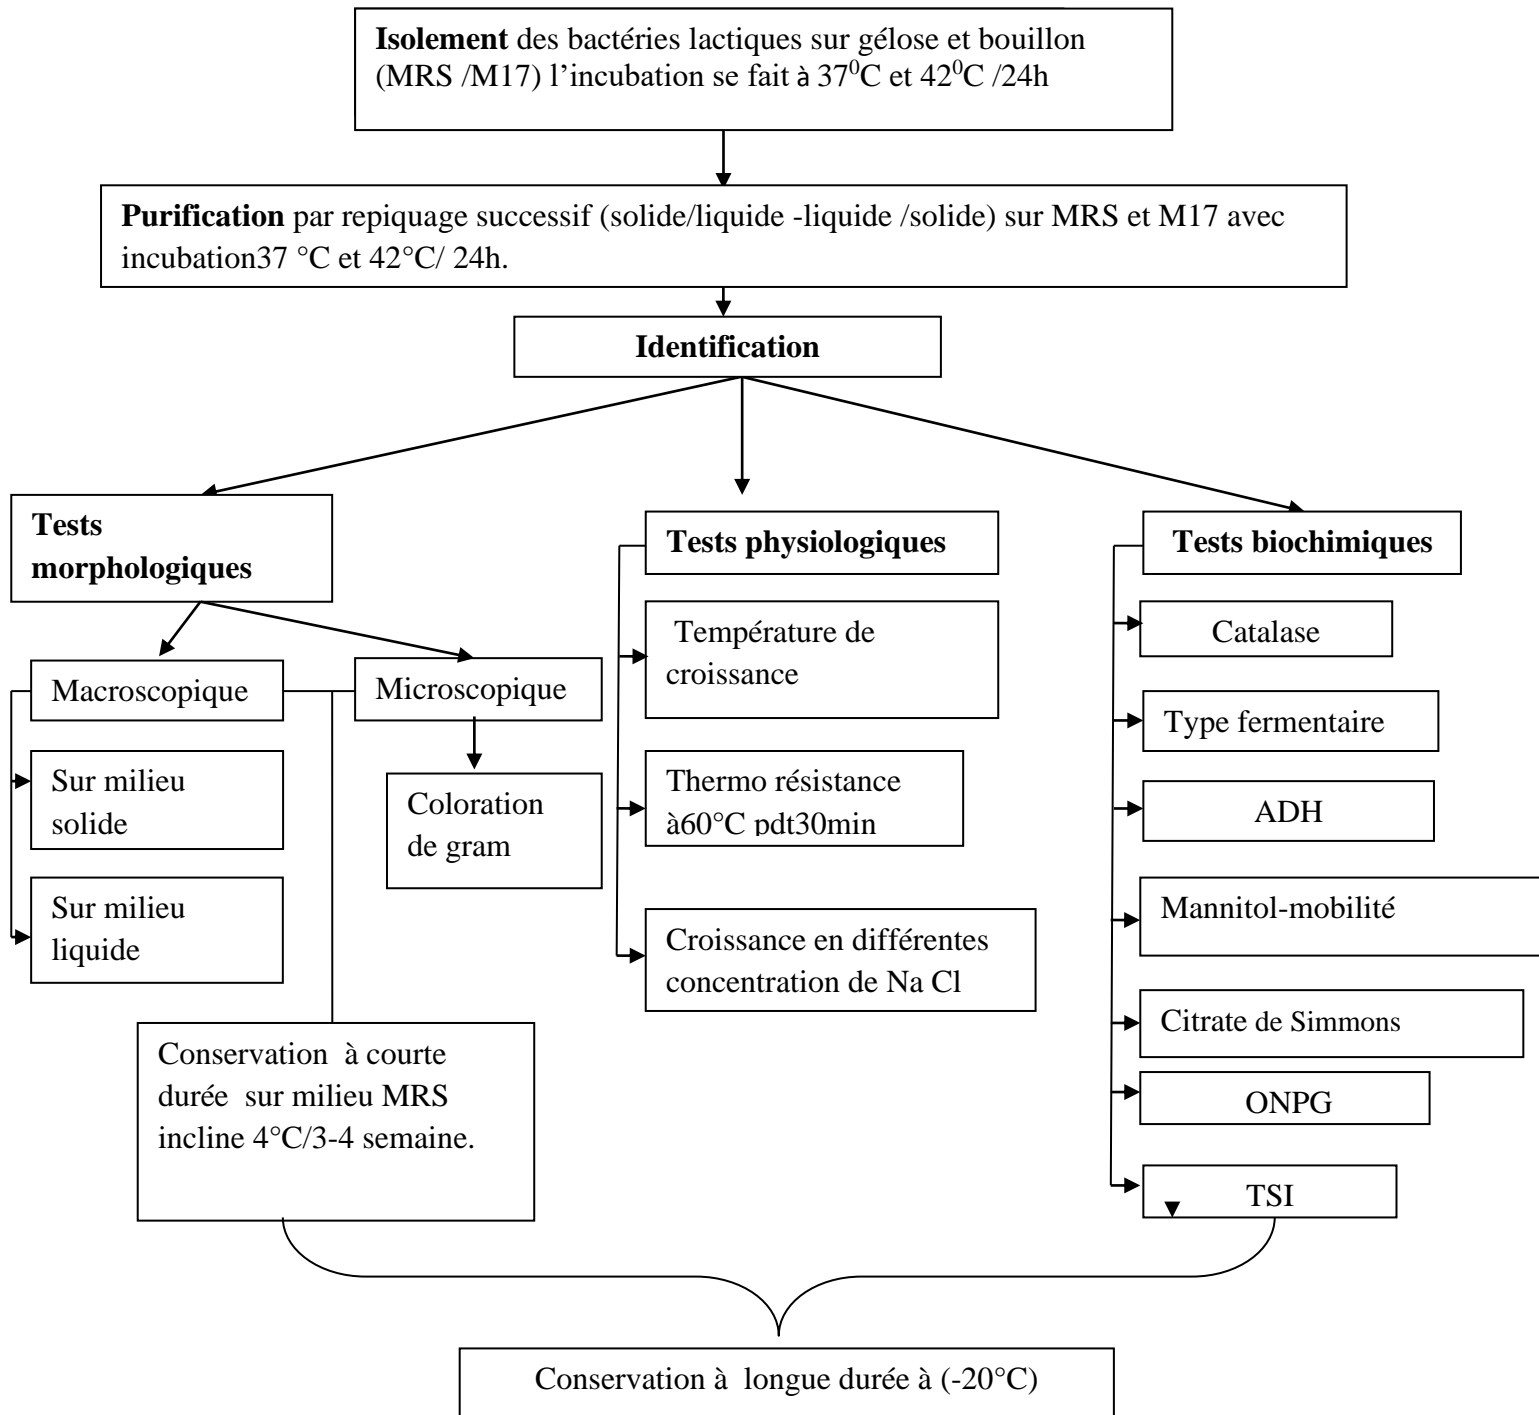 Isolement des bactéries lactiques sur gélose et bouillon
(MRS /M17) l’incubation se fait à 37⁰C et 42⁰C /24h
Purification par repiquage successif (solide/liquide -liquide /solide) sur MRS et M17 avec
incubation37 °C et 42°C/ 24h.
Identification
Tests
morphologiques
Macroscopique
Sur milieu
solide
Sur milieu
liquide
Microscopique
Coloration
de gram
Conservation à courte
durée sur milieu MRS
incline 4°C/3-4 semaine.
Tests physiologiques
Température de
croissance
Thermo résistance
à60°C pdt30min
Croissance en différentes
concentration de Na Cl
Tests biochimiques
Catalase
Type fermentaire
ADH
Mannitol-mobilité
Citrate de Simmons
ONPG
TSI
Conservation à longue durée à (-20°C)